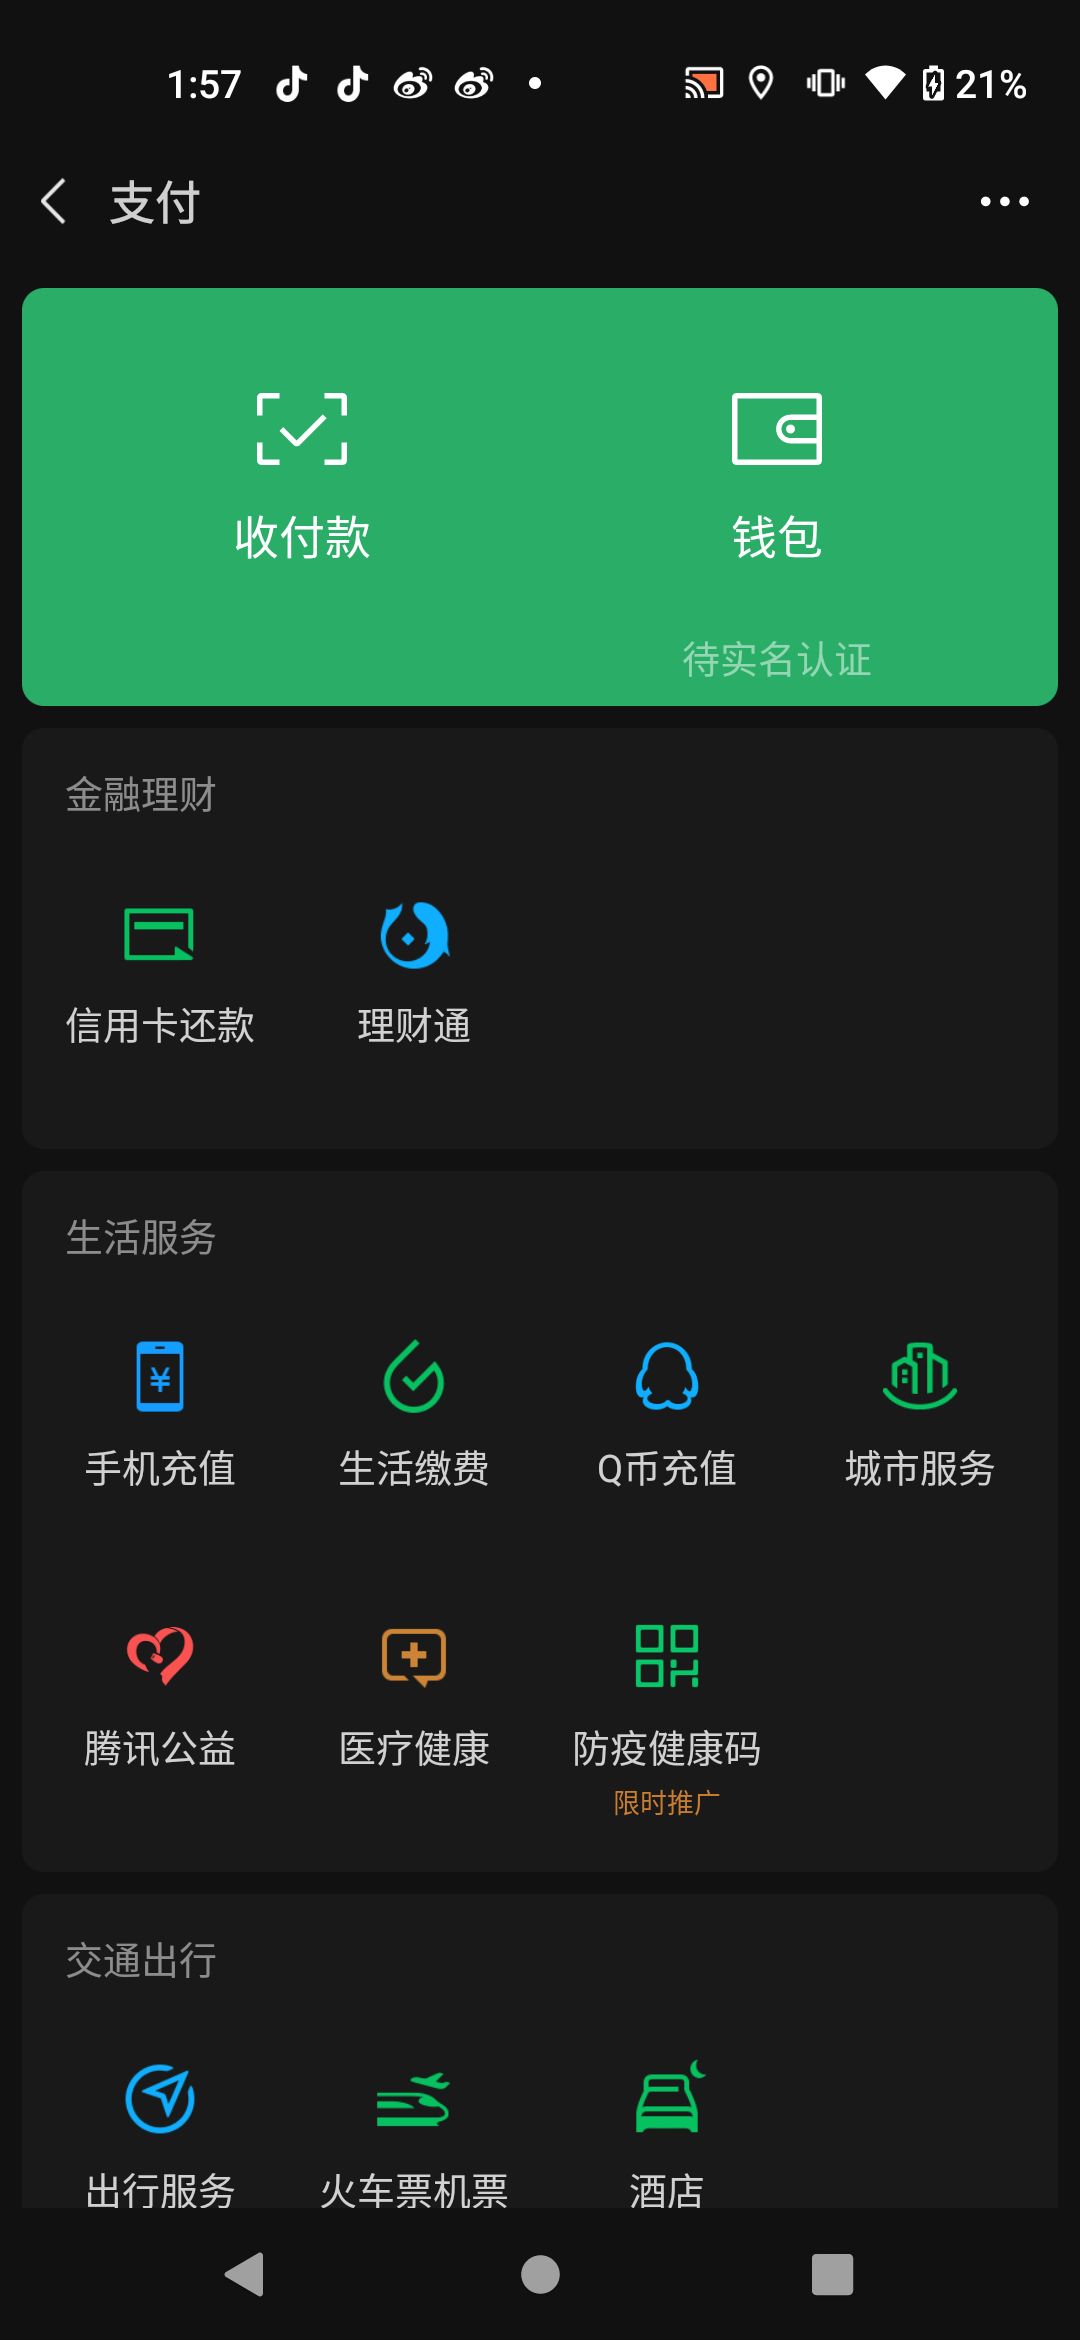 1:57 21%
支付
收付款 钱包
待实名认证
金融理财
信用卡还款 理财通
生活服务
手机充值 生活缴费 Q币充值 城市服务
腾讯公益 医疗健康 防疫健康码
限时推广
交通出行
出行服务 火车票机票 酒店